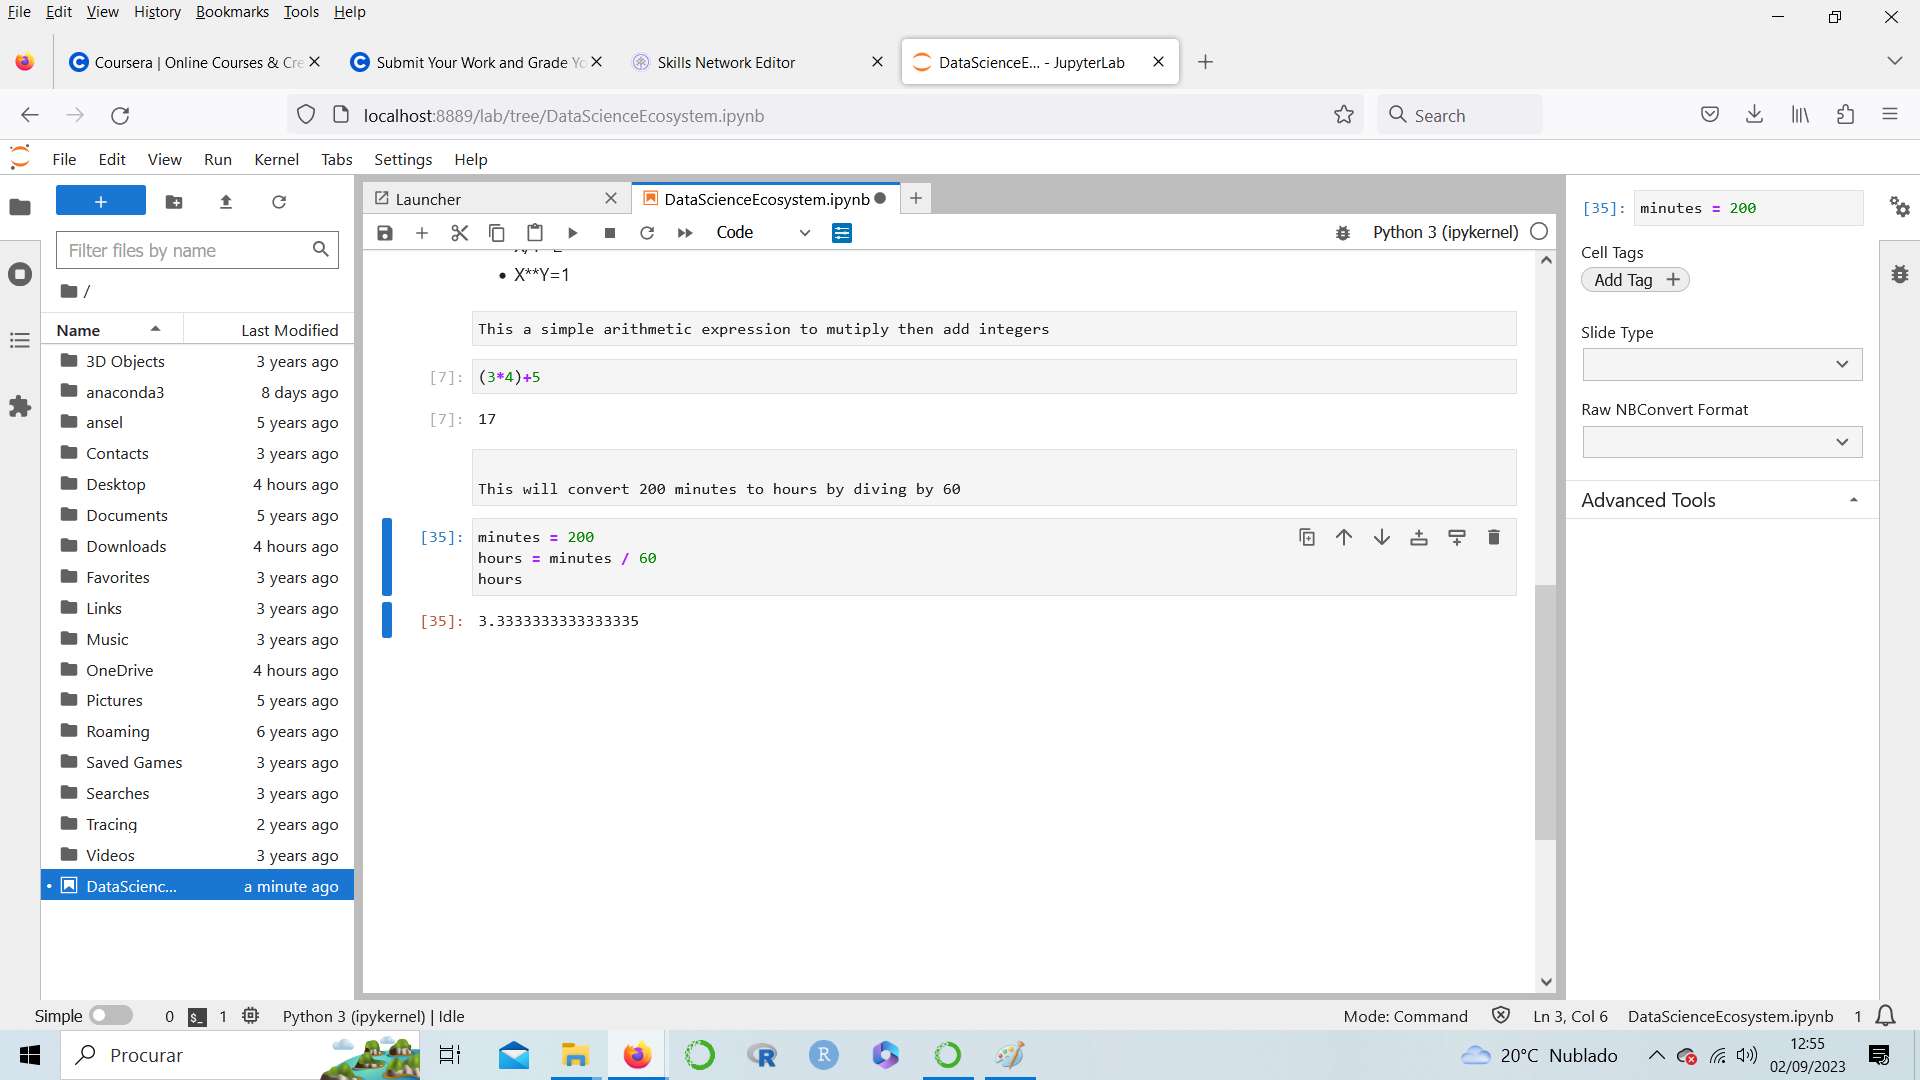 File Edit View History Bookmarks Tools Help
Coursera | Online Courses & Cre
Submit Your Work and Grade Yo
Skills Network Editor
DataScienceE... - JupyterLab
localhost:8889/lab/tree/DataScienceEcosystem.ipynb
Search
File Edit View Run Kernel Tabs Settings Help
Launcher
DataScienceEcosystem.ipynb
Code
Python 3 (ipykernel)
Filter files by name
/
Name Last Modified
3D Objects 3 years ago
anaconda3 8 days ago
ansel 5 years ago
Contacts 3 years ago
Desktop 4 hours ago
Documents 5 years ago
Downloads 4 hours ago
Favorites 3 years ago
Links 3 years ago
Music 3 years ago
OneDrive 4 hours ago
Pictures 5 years ago
Roaming 6 years ago
Saved Games 3 years ago
Searches 3 years ago
Tracing 2 years ago
Videos 3 years ago
DataScienc... a minute ago
• X**Y=1
This a simple arithmetic expression to mutiply then add integers
[7]: (3*4)+5
[7]: 17
This will convert 200 minutes to hours by diving by 60
[35]: minutes = 200
hours = minutes / 60
hours
[35]: 3.3333333333333335
[35]: minutes = 200
Cell Tags
Add Tag +
Slide Type
Raw NBConvert Format
Advanced Tools
Simple 0 $_ 1 Python 3 (ipykernel) | Idle
Mode: Command Ln 3, Col 6 DataScienceEcosystem.ipynb 1
Procurar
R
R
20°C Nublado
12:55
02/09/2023